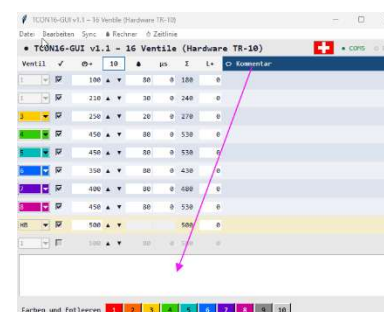 TCON16-GUI v1.1 – 16 Ventile (Hardware TR-10)
Datei Bearbeiten Sync Rechner Zeitlinie
• TCON16-GUI v1.1 – 16 Ventile (Hardware TR-10) • COM5
Ventil ✓ 10 µs Σ L+ Kommentar
1 100 ▲ ▼ 80 0 180 0
1 210 ▲ ▼ 30 0 240 0
3 250 ▲ ▼ 20 0 270 0
4 450 ▲ ▼ 80 0 530 0
5 450 ▲ ▼ 80 0 530 0
6 350 ▲ ▼ 80 0 430 0
7 400 ▲ ▼ 80 0 480 0
8 450 ▲ ▼ 80 0 530 0
HB 500 ▲ ▼ 500 0
1 500 ▲ ▼ 80 0 0
Farben und Entleeren 1 2 3 4 5 6 7 8 9 10